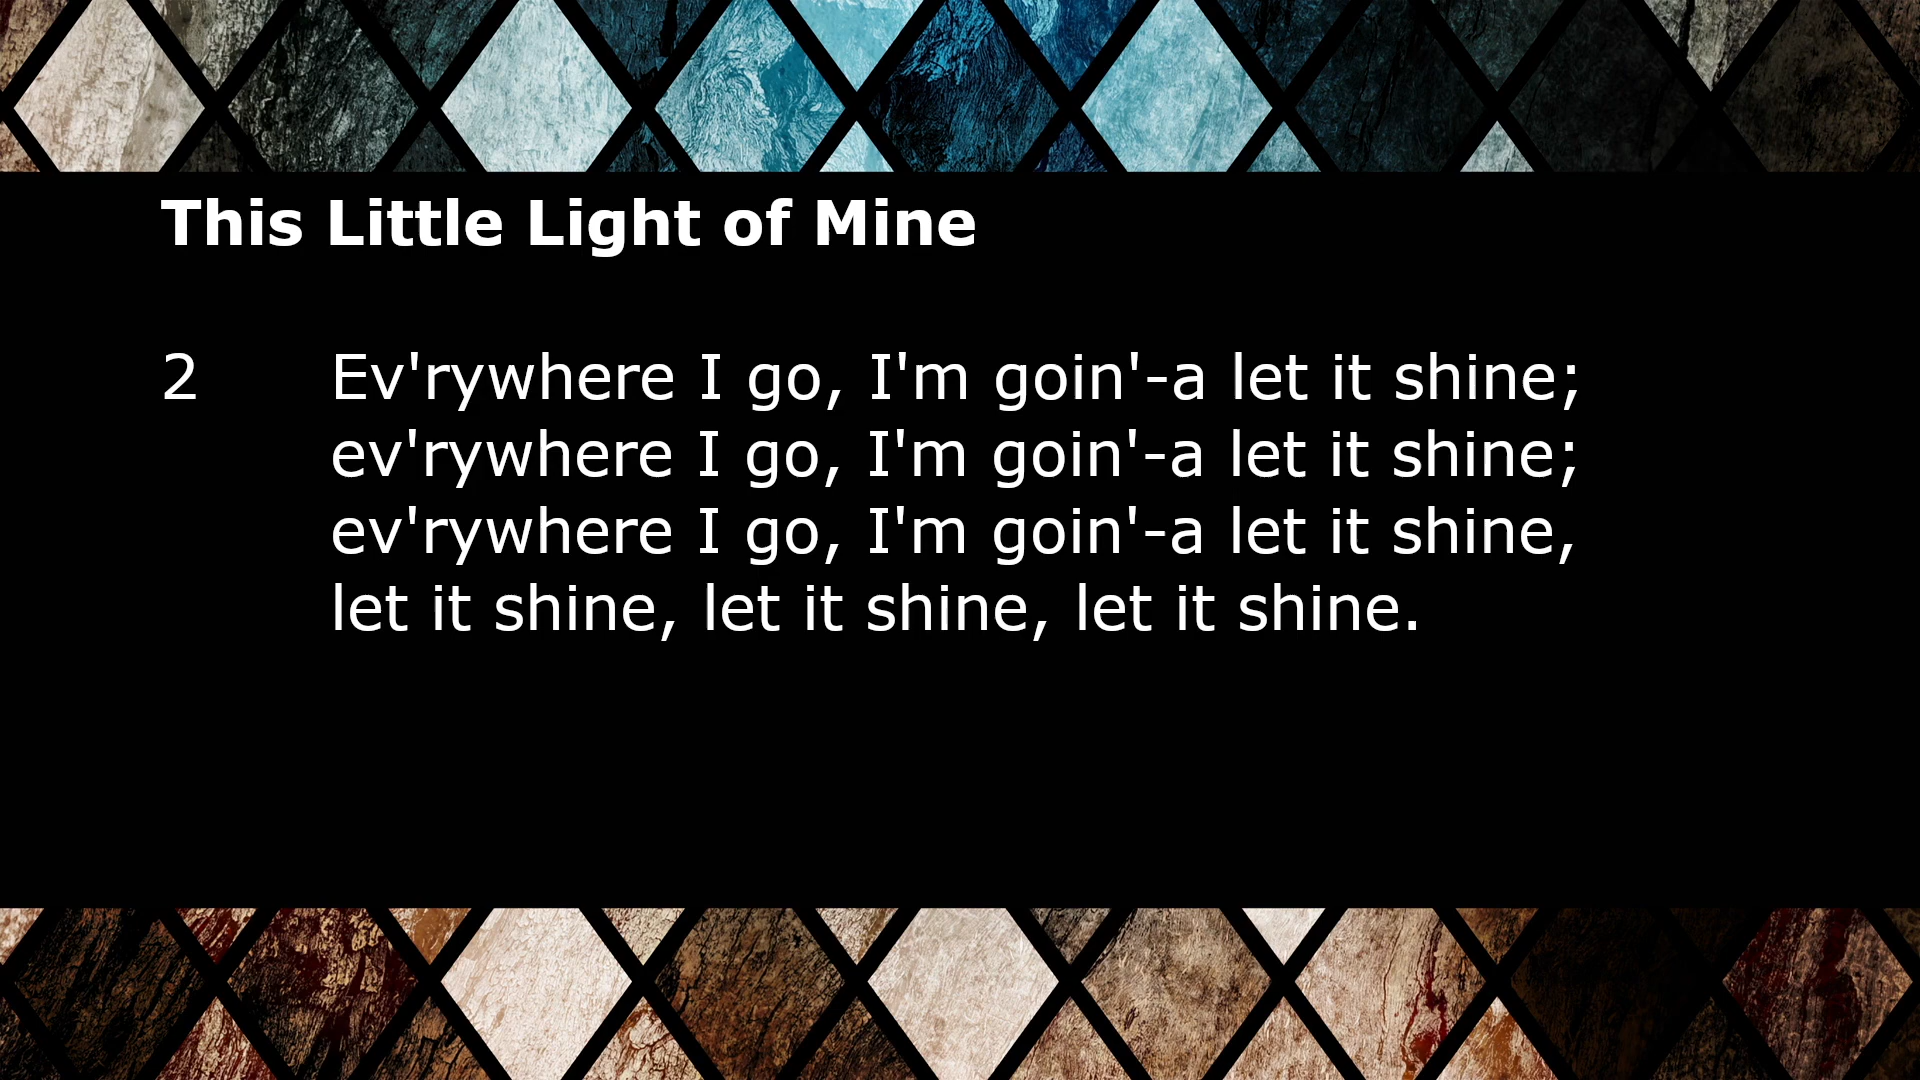 This Little Light of Mine
2 Ev'rywhere I go, I'm goin'-a let it shine;
ev'rywhere I go, I'm goin'-a let it shine;
ev'rywhere I go, I'm goin'-a let it shine,
let it shine, let it shine, let it shine.